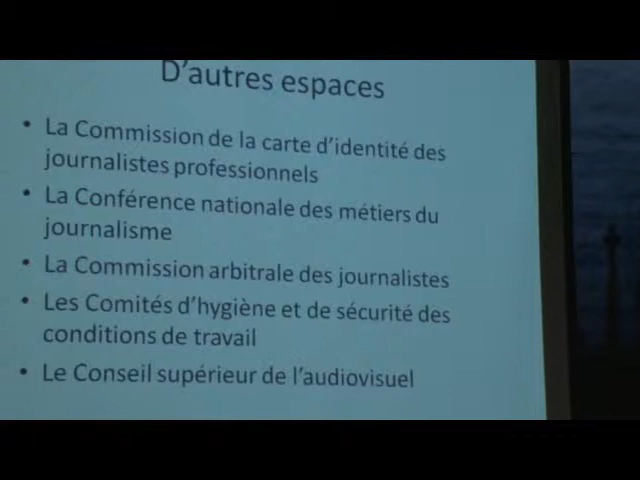 D'autres espaces
• La Commission de la carte d'identité des
journalistes professionnels
• La Conférence nationale des métiers du
journalisme
• La Commission arbitrale des journalistes
• Les Comités d'hygiène et de sécurité des
conditions de travail
• Le Conseil supérieur de l'audiovisuel